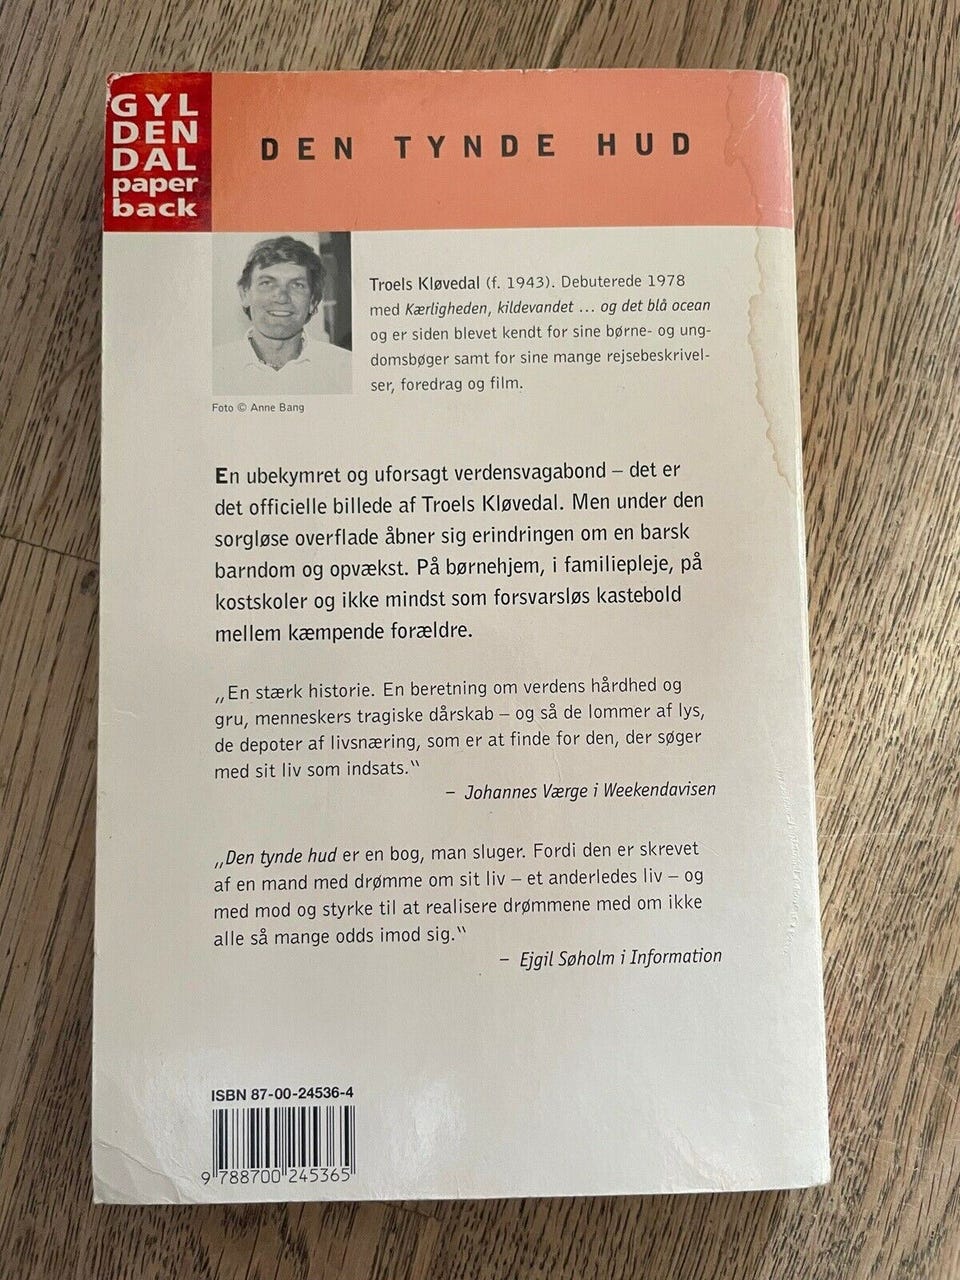 GYL
DEN
DAL
paper
back
DEN TYNDE HUD
Troels Kløvedal (f. 1943). Debuterede 1978
med Kærligheden, kildevandet ... og det blå ocean
og er siden blevet kendt for sine børne- og ung-
domsbøger samt for sine mange rejsebeskrivel-
ser, foredrag og film.
Foto © Anne Bang
En ubekymret og uforsagt verdensvagabond – det er
det officielle billede af Troels Kløvedal. Men under den
sorgløse overflade åbner sig erindringen om en barsk
barndom og opvækst. På børnehjem, i familiepleje, på
kostskoler og ikke mindst som forsvarsløs kastebold
mellem kæmpende forældre.
„En stærk historie. En beretning om verdens hårdhed og
gru, menneskers tragiske dårskab – og så de lommer af lys,
de depoter af livsnæring, som er at finde for den, der søger
med sit liv som indsats.“
– Johannes Værge i Weekendavisen
„Den tynde hud er en bog, man sluger. Fordi den er skrevet
af en mand med drømme om sit liv – et anderledes liv – og
med mod og styrke til at realisere drømmene med om ikke
alle så mange odds imod sig.“
– Ejgil Søholm i Information
ISBN 87-00-24536-4
9 788700 245365